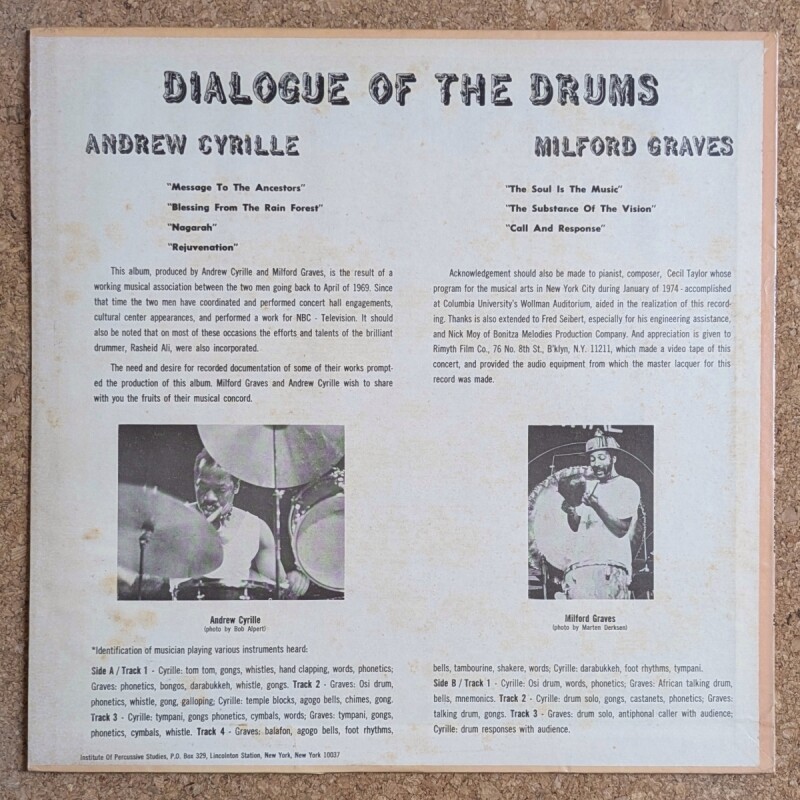 DIALOGUE OF THE DRUMS
ANDREW CYRILLE
"Message To The Ancestors"
"Blessing From The Rain Forest"
"Nagarah"
"Rejuvenation"
This album, produced by Andrew Cyrille and Milford Graves, is the result of a
working musical association between the two men going back to April of 1969. Since
that time the two men have coordinated and performed concert hall engagements,
cultural center appearances, and performed a work for NBC - Television. It should
also be noted that on most of these occasions the efforts and talents of the brilliant
drummer, Rasheid Ali, were also incorporated.
The need and desire for recorded documentation of some of their works prompt-
ed the production of this album. Milford Graves and Andrew Cyrille wish to share
with you the fruits of their musical concord.
MILFORD GRAVES
"The Soul Is The Music"
"The Substance Of The Vision"
"Call And Response"
Acknowledgement should also be made to pianist, composer, Cecil Taylor whose
program for the musical arts in New York City during January of 1974 - accomplished
at Columbia University's Wollman Auditorium, aided in the realization of this record-
ing. Thanks is also extended to Fred Seibert, especially for his engineering assistance,
and Nick Moy of Bonitza Melodies Production Company. And appreciation is given to
Rimyth Film Co., 76 No. 8th St., B'klyn, N.Y. 11211, which made a video tape of this
concert, and provided the audio equipment from which the master lacquer for this
record was made.
Andrew Cyrille
(photo by Bob Alpert)
Milford Graves
(photo by Marten Derksen)
*Identification of musician playing various instruments heard:
Side A / Track 1 - Cyrille: tom tom, gongs, whistles, hand clapping, words, phonetics;
Graves: phonetics, bongos, darabukkeh, whistle, gongs. Track 2 - Graves: Osi drum,
phonetics, whistle, gong, galloping; Cyrille: temple blocks, agogo bells, chimes, gong.
Track 3 - Cyrille: tympani, gongs phonetics, cymbals, words; Graves: tympani, gongs,
phonetics, cymbals, whistle. Track 4 - Graves: balafon, agogo bells, foot rhythms,
bells, tambourine, shakere, words; Cyrille: darabukkeh, foot rhythms, tympani.
Side B / Track 1 - Cyrille: Osi drum, words, phonetics; Graves: African talking drum,
bells, mnemonics. Track 2 - Cyrille: drum solo, gongs, castanets, phonetics; Graves:
talking drum, gongs. Track 3 - Graves: drum solo, antiphonal caller with audience;
Cyrille: drum responses with audience.
Institute Of Percussive Studies, P.O. Box 329, Lincolnton Station, New York, New York 10037